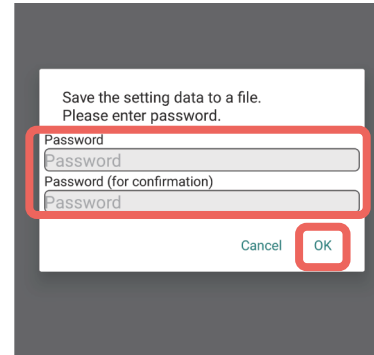 Save the setting data to a file.
Please enter password.
Password
Password
Password (for confirmation)
Password
Cancel OK